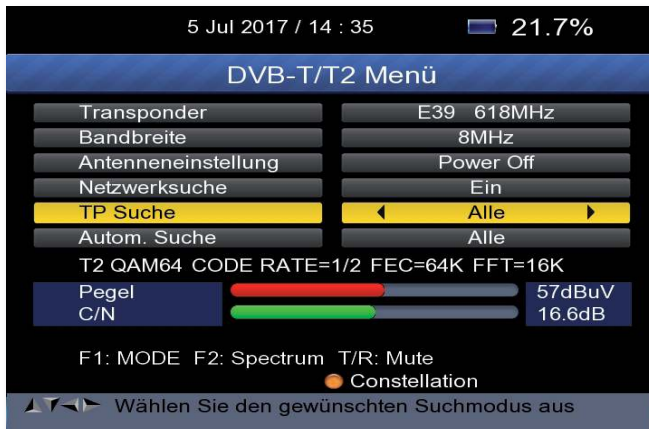 5 Jul 2017 / 14 : 35 21.7%
DVB-T/T2 Menü
Transponder E39 618MHz
Bandbreite 8MHz
Antenneneinstellung Power Off
Netzwerksuche Ein
TP Suche Alle
Autom. Suche Alle
T2 QAM64 CODE RATE=1/2 FEC=64K FFT=16K
Pegel 57dBuV
C/N 16.6dB
F1: MODE F2: Spectrum T/R: Mute
Constellation
Wählen Sie den gewünschten Suchmodus aus